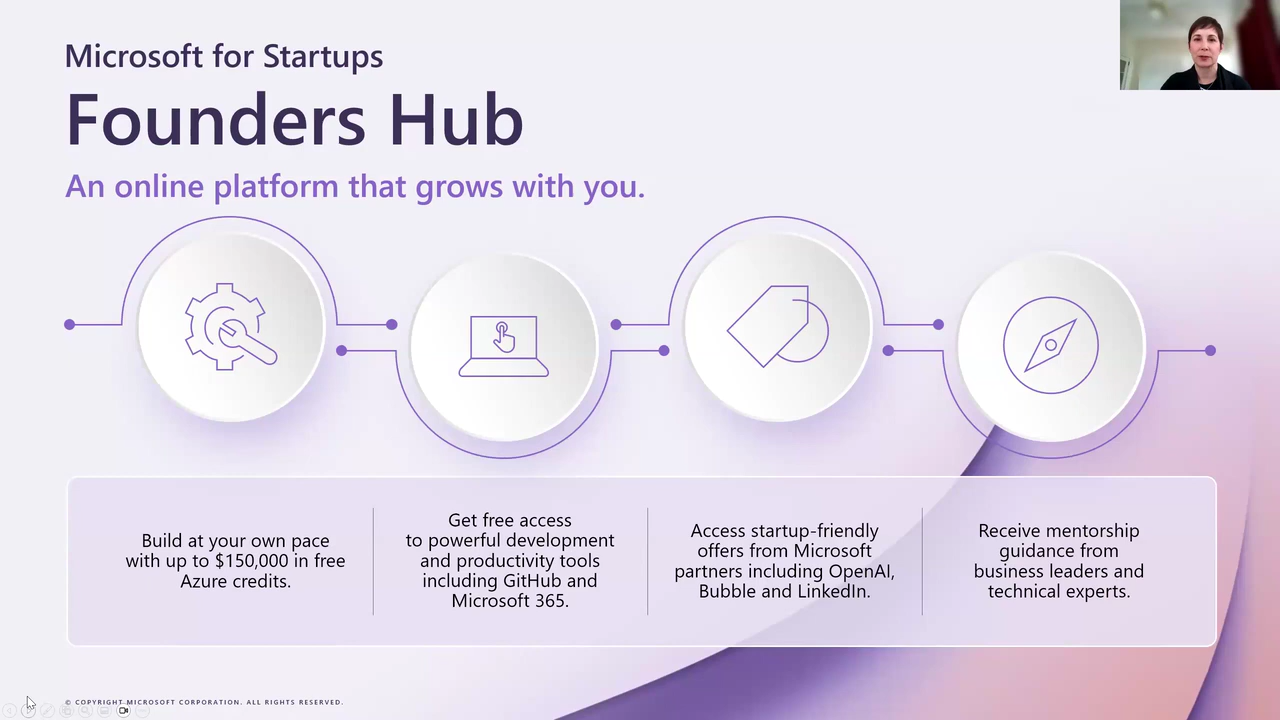 Microsoft for Startups
Founders Hub
An online platform that grows with you.
Build at your own pace
with up to $150,000 in free
Azure credits.
Get free access
to powerful development
and productivity tools
including GitHub and
Microsoft 365.
Access startup-friendly
offers from Microsoft
partners including OpenAI,
Bubble and LinkedIn.
Receive mentorship
guidance from
business leaders and
technical experts.
© COPYRIGHT MICROSOFT CORPORATION. ALL RIGHTS RESERVED.